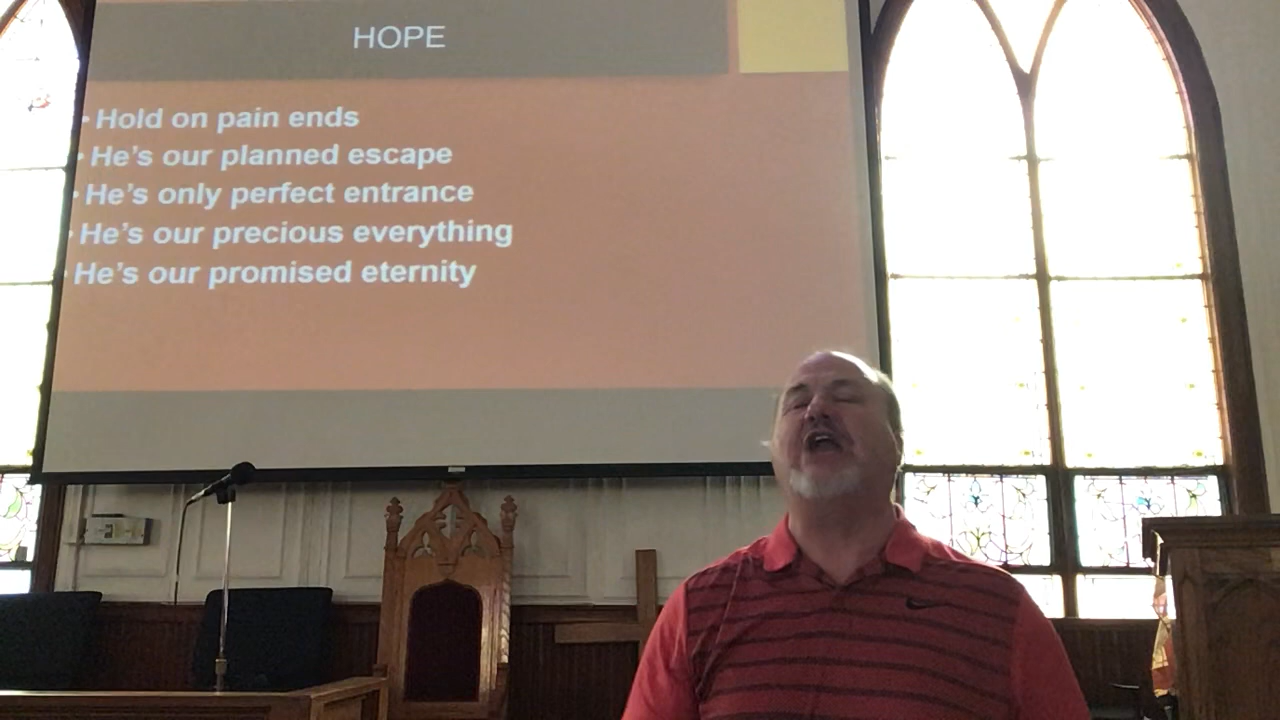 HOPE
• Hold on pain ends
• He's our planned escape
• He's only perfect entrance
• He's our precious everything
• He's our promised eternity